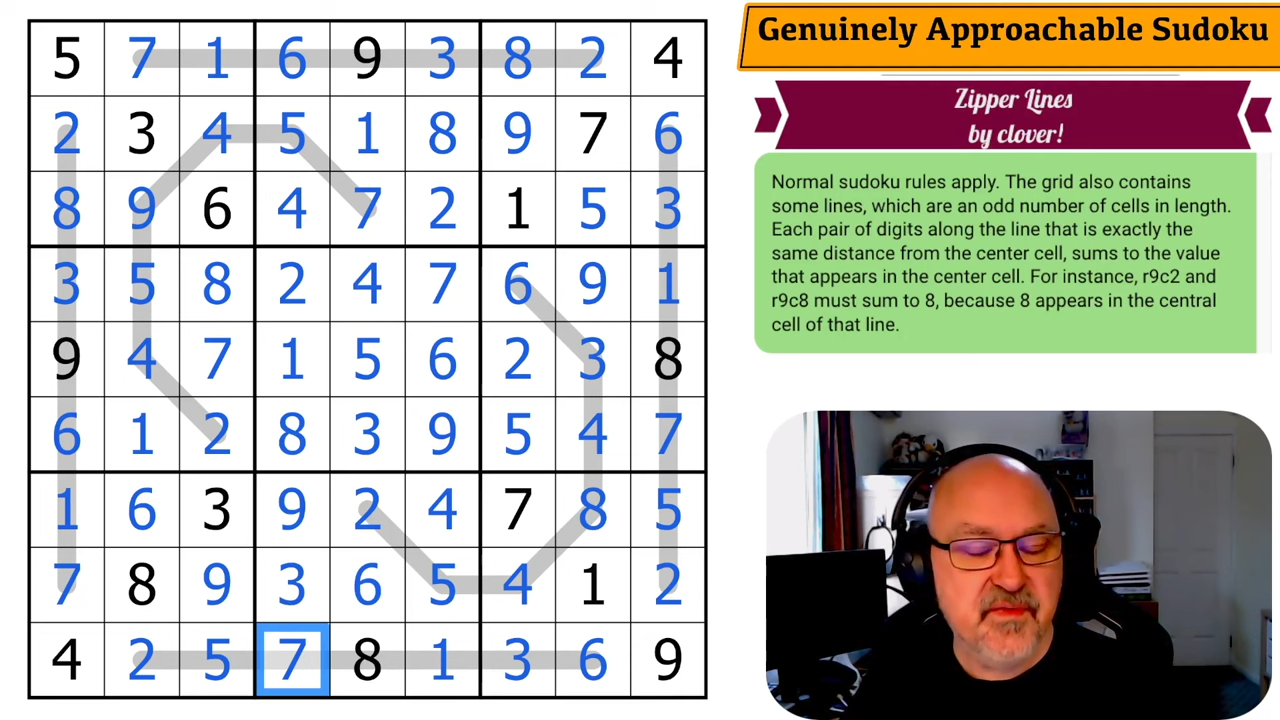 Genuinely Approachable Sudoku
Zipper Lines
by clover!
Normal sudoku rules apply. The grid also contains
some lines, which are an odd number of cells in length.
Each pair of digits along the line that is exactly the
same distance from the center cell, sums to the value
that appears in the center cell. For instance, r9c2 and
r9c8 must sum to 8, because 8 appears in the central
cell of that line.
5 7 1 6 9 3 8 2 4
2 3 4 5 1 8 9 7 6
8 9 6 4 7 2 1 5 3
3 5 8 2 4 7 6 9 1
9 4 7 1 5 6 2 3 8
6 1 2 8 3 9 5 4 7
1 6 3 9 2 4 7 8 5
7 8 9 3 6 5 4 1 2
4 2 5 7 8 1 3 6 9